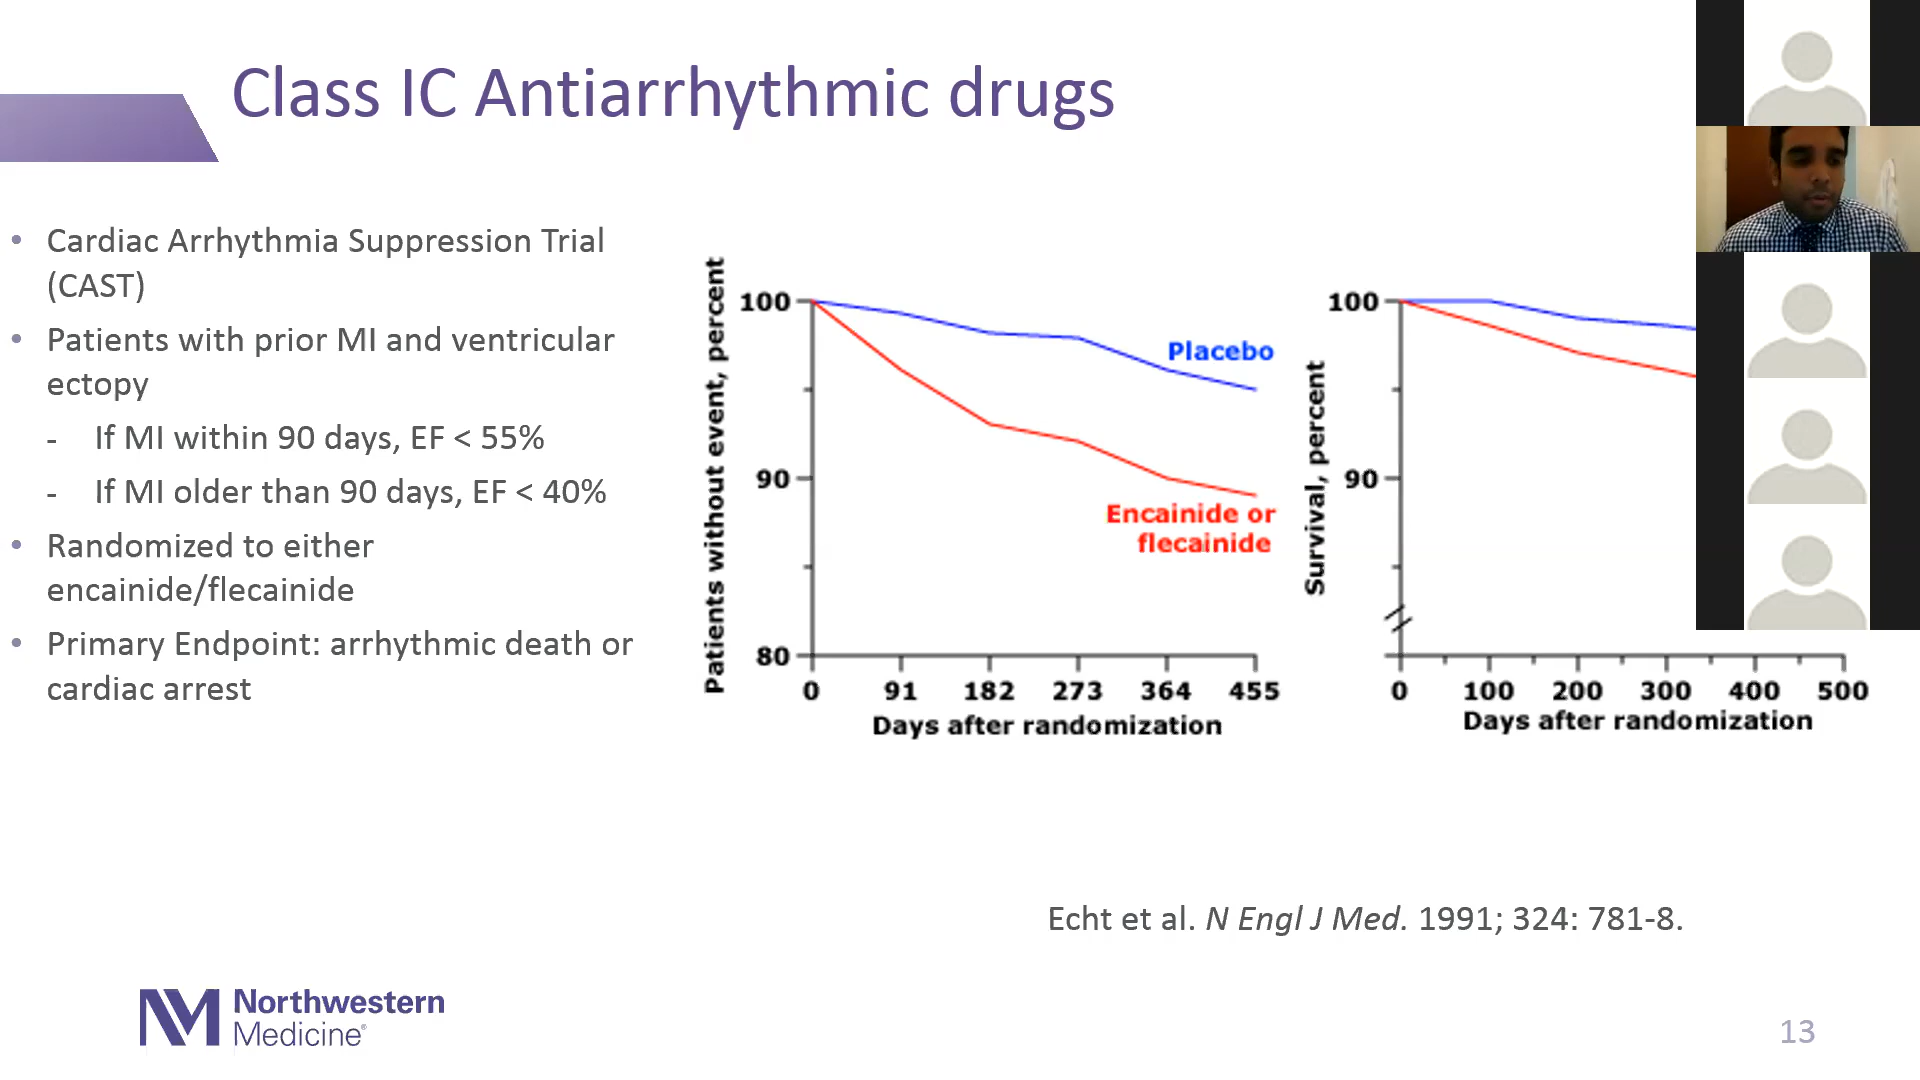 Class IC Antiarrhythmic drugs
• Cardiac Arrhythmia Suppression Trial
(CAST)
• Patients with prior MI and ventricular
ectopy
- If MI within 90 days, EF < 55%
- If MI older than 90 days, EF < 40%
• Randomized to either
encainide/flecainide
• Primary Endpoint: arrhythmic death or
cardiac arrest
Patients without event, percent
100
90
80
Placebo
Encainide or
flecainide
0 91 182 273 364 455
Days after randomization
Survival, percent
100
90
0 100 200 300 400 500
Days after randomization
Echt et al. N Engl J Med. 1991; 324: 781-8.
NM
Northwestern
Medicine®
13